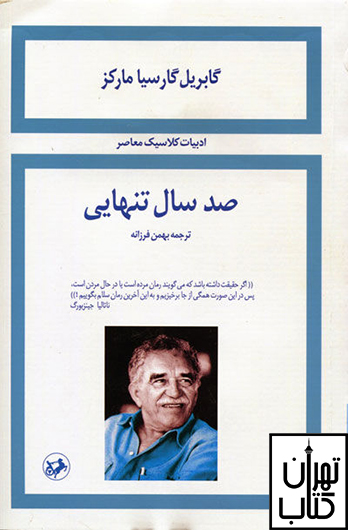 گابریل گارسیا مارکز
ادبیات کلاسیک معاصر
صد سال تنهایی
ترجمه بهمن فرزانه
((اگر حقیقت داشته باشد که می‌گویند رمان مرده است یا در حال مردن است،
پس در این صورت همگی از جا برخیزیم و به این آخرین رمان سلام بگوییم!))
ناتالیا جینزبورگ
تهران
کتاب